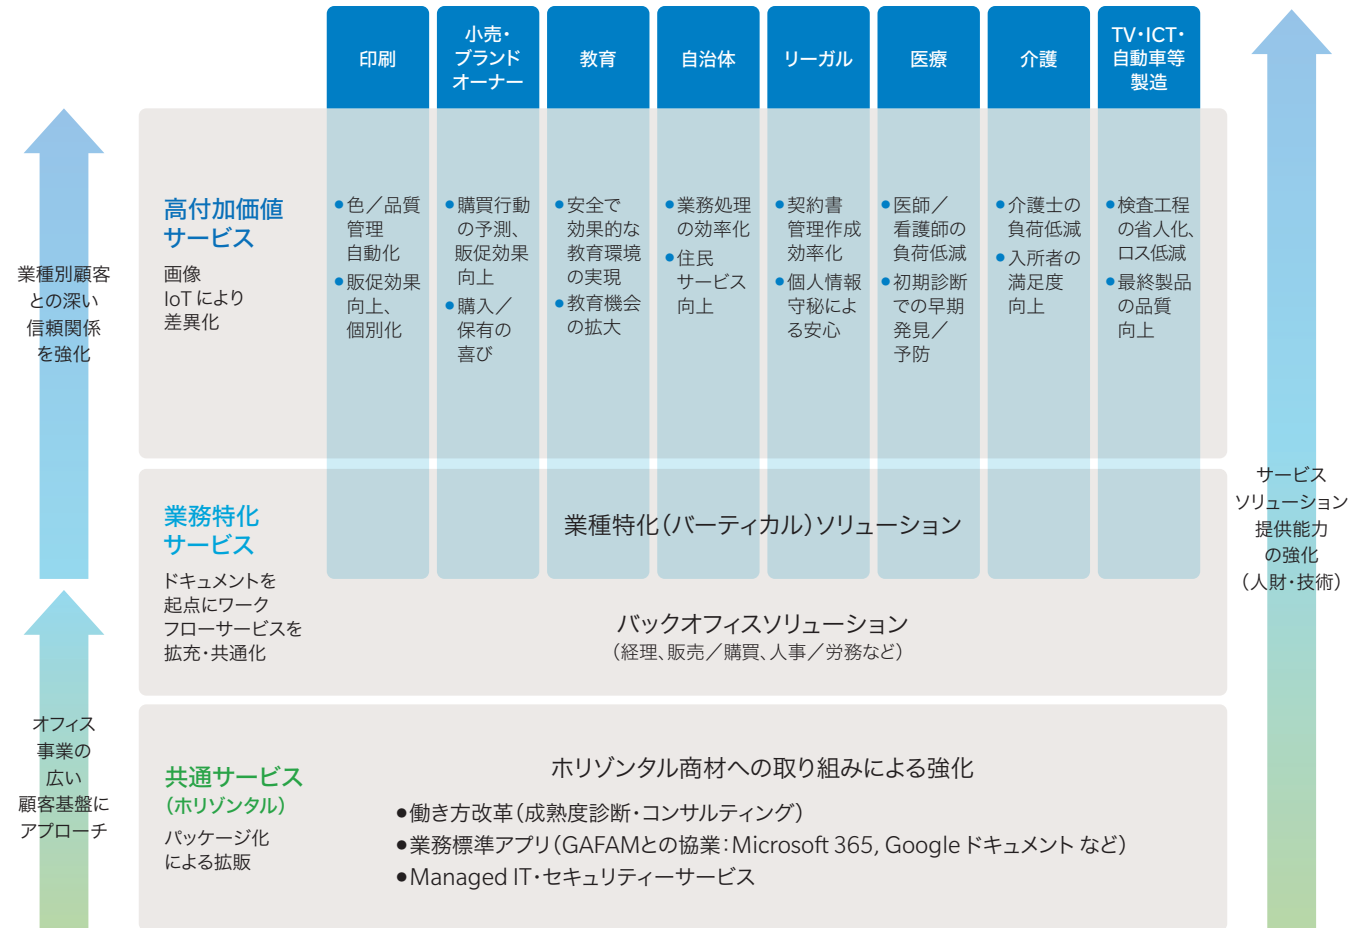 印刷
小売・
ブランド
オーナー
教育
自治体
リーガル
医療
介護
TV・ICT・
自動車等
製造
業種別顧客
との深い
信頼関係
を強化
高付加価値
サービス
画像
IoTにより
差異化
●色／品質
管理
自動化
●販促効果
向上、
個別化
●購買行動
の予測、
販促効果
向上
●購入／
保有の
喜び
●安全で
効果的な
教育環境
の実現
●教育機会
の拡大
●業務処理
の効率化
●住民
サービス
向上
●契約書
管理作成
効率化
●個人情報
守秘によ
る安心
●医師／
看護師の
負荷低減
●初期診断
での早期
発見／
予防
●介護士の
負荷低減
●入所者の
満足度
向上
●検査工程
の省人化、
ロス低減
●最終製品
の品質
向上
サービス
ソリューション
提供能力
の強化
（人財・技術）
業務特化
サービス
ドキュメントを
起点にワーク
フローサービスを
拡充・共通化
業種特化（バーティカル）ソリューション
バックオフィスソリューション
（経理、販売／購買、人事／労務など）
オフィス
事業の
広い
顧客基盤に
アプローチ
共通サービス
（ホリゾンタル）
パッケージ化
による拡販
ホリゾンタル商材への取り組みによる強化
●働き方改革（成熟度診断・コンサルティング）
●業務標準アプリ（GAFAMとの協業：Microsoft 365, Google ドキュメント など）
●Managed IT・セキュリティーサービス